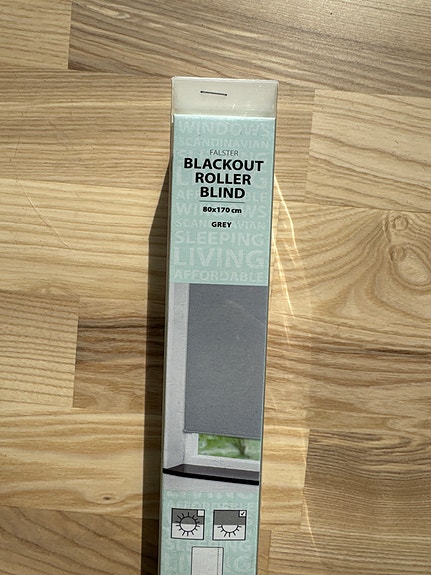 WINDOWS
SCANDINAVIAN
FALSTER
BLACKOUT
ROLLER
BLIND
80x170 cm
GREY
SLEEPING
LIVING
AFFORDABLE